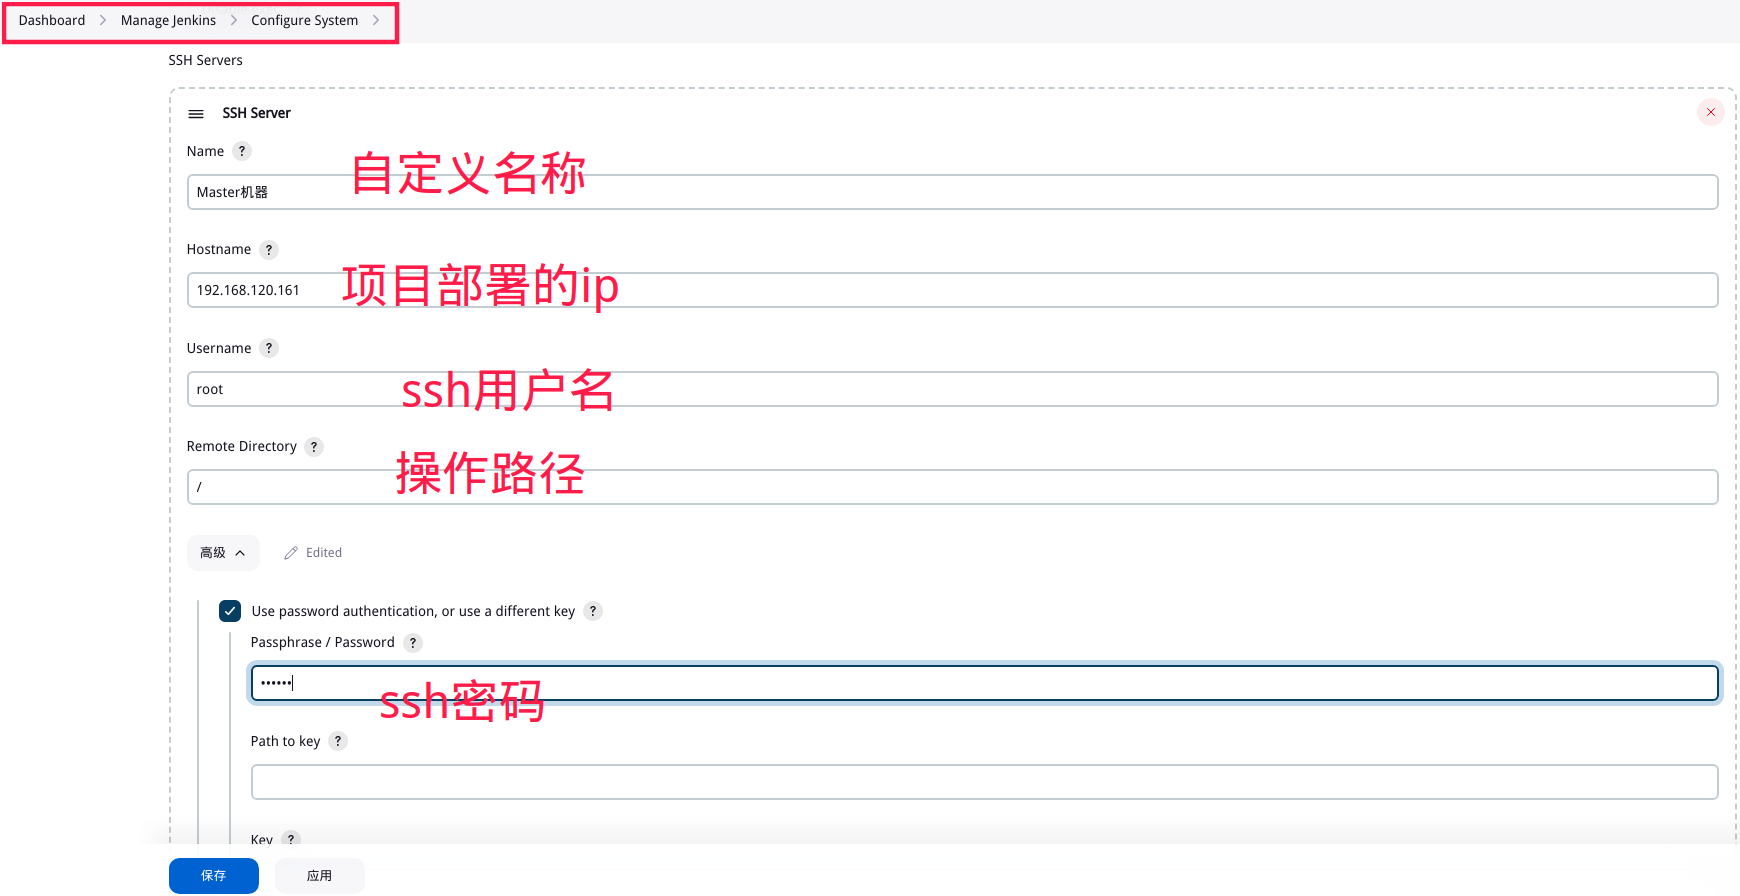 Dashboard > Manage Jenkins > Configure System >
SSH Servers
SSH Server
Name ?
自定义名称
Master机器
Hostname ?
项目部署的ip
192.168.120.161
Username ?
ssh用户名
root
Remote Directory ?
操作路径
/
高级 Edited
Use password authentication, or use a different key ?
Passphrase / Password ?
••••••
ssh密码
Path to key ?
Key ?
保存 应用